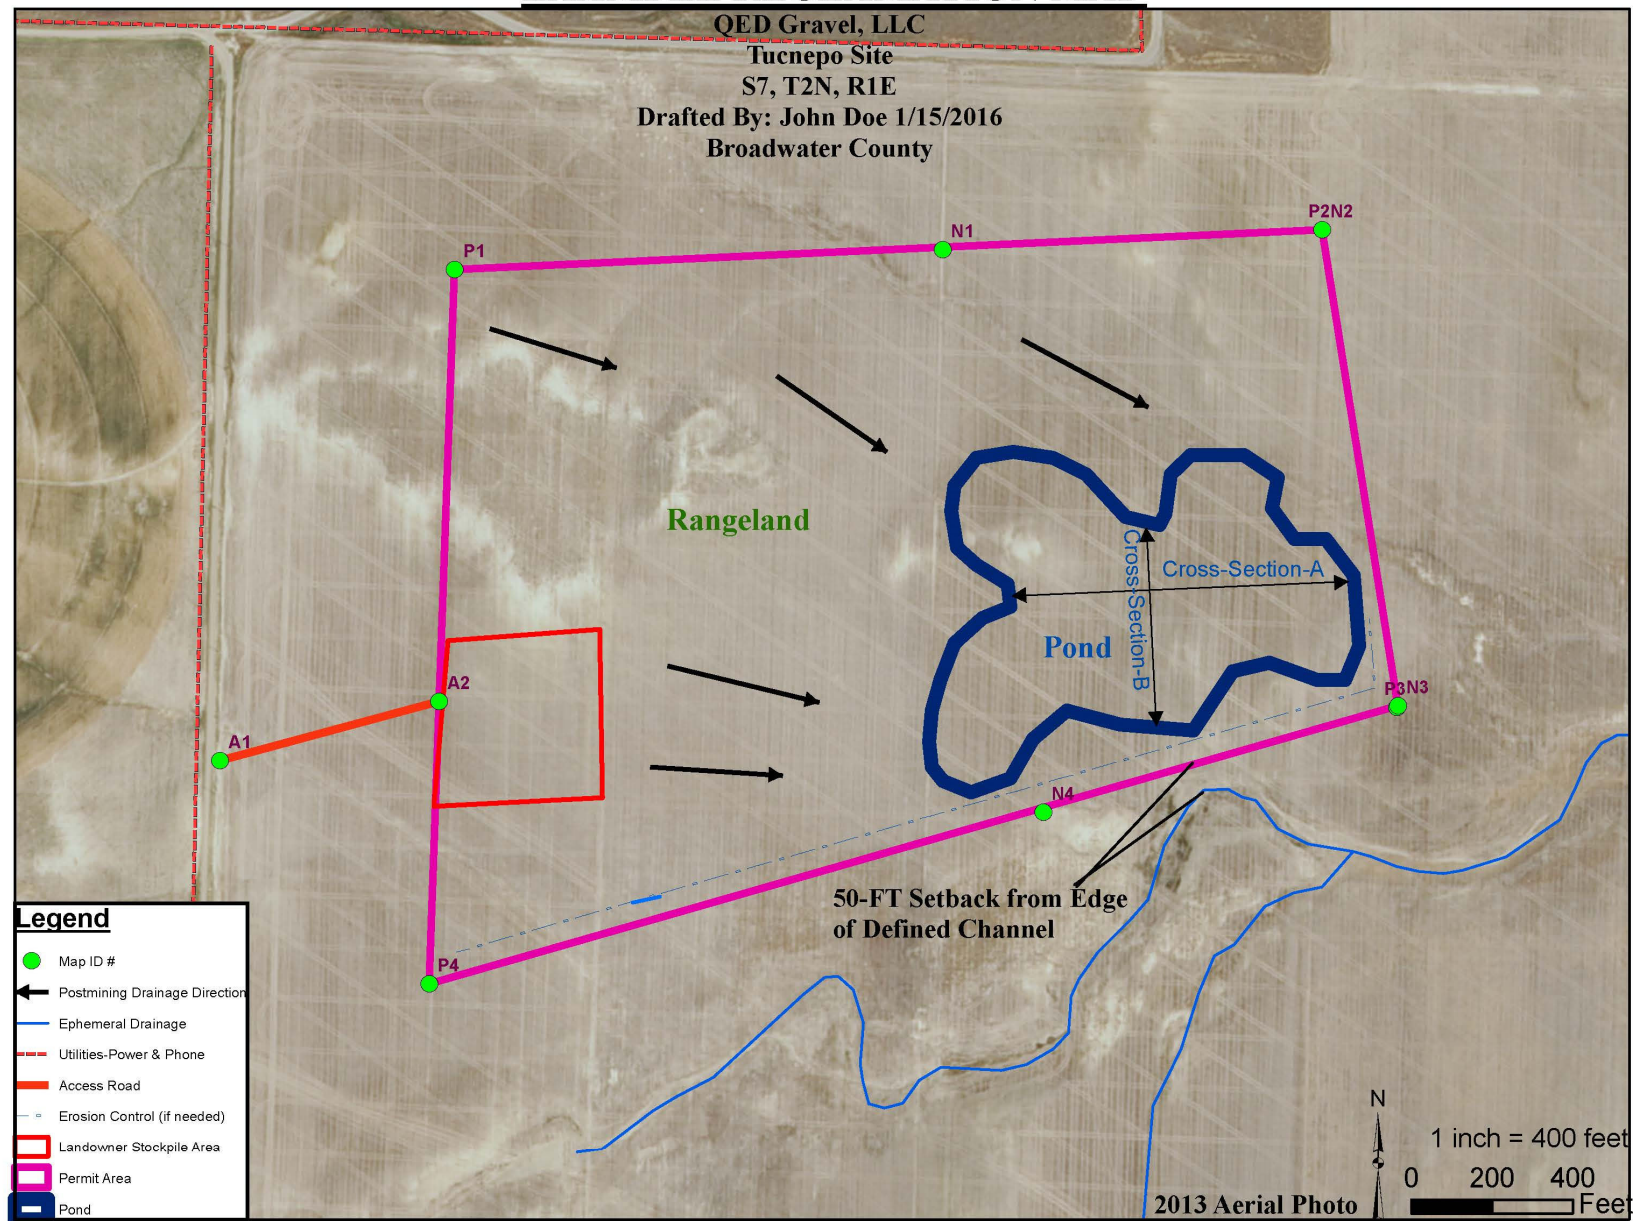 QED Gravel, LLC
Tucnepo Site
S7, T2N, R1E
Drafted By: John Doe 1/15/2016
Broadwater County
P2N2
N1
P1
Rangeland
Cross-Section-A
Cross-Section-B
Pond
A2
P3N3
A1
N4
50-FT Setback from Edge
of Defined Channel
P4
Legend
Map ID #
Postmining Drainage Direction
Ephemeral Drainage
Utilities-Power & Phone
Access Road
Erosion Control (if needed)
Landowner Stockpile Area
Permit Area
Pond
N
1 inch = 400 feet
0 200 400
Feet
2013 Aerial Photo